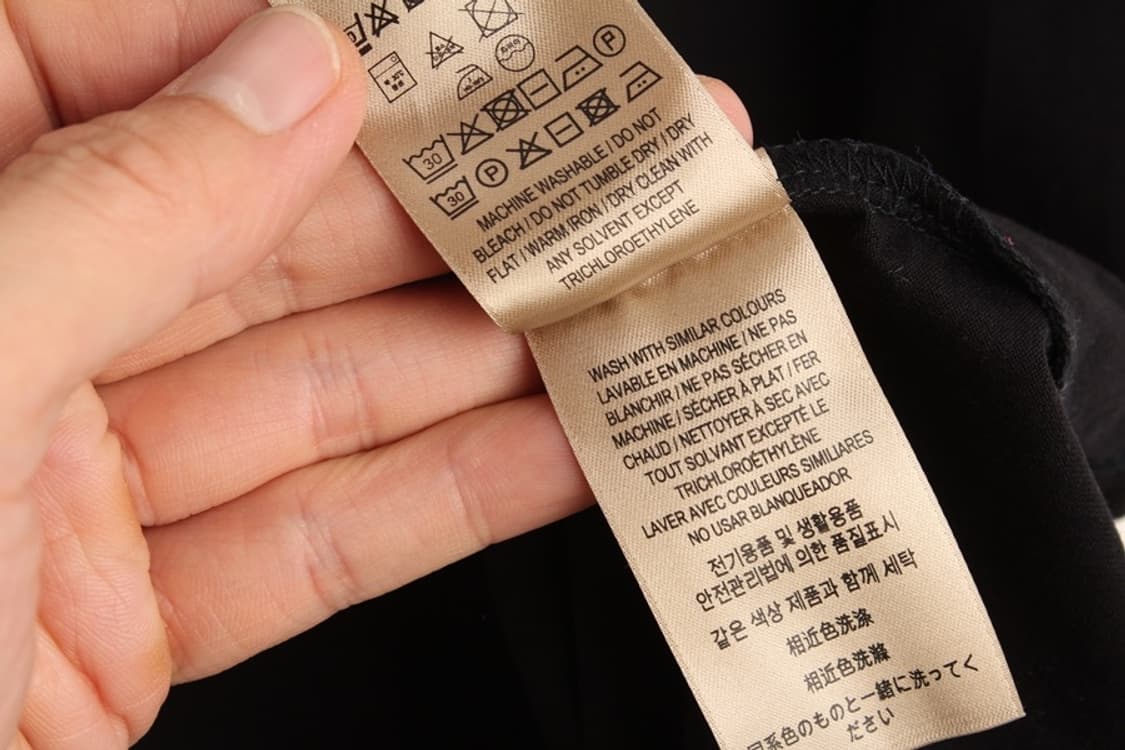 30 P
30
MACHINE WASHABLE / DO NOT
BLEACH / DO NOT TUMBLE DRY / DRY
FLAT / WARM IRON / DRY CLEAN WITH
ANY SOLVENT EXCEPT
TRICHLOROETHYLENE
WASH WITH SIMILAR COLOURS
LAVABLE EN MACHINE / NE PAS
BLANCHIR / NE PAS SÉCHER EN
MACHINE / SÉCHER À PLAT / FER
CHAUD / NETTOYER À SEC AVEC
TOUT SOLVANT EXCEPTÉ LE
TRICHLOROÉTHYLÈNE
LAVER AVEC COULEURS SIMILIARES
NO USAR BLANQUEADOR
전기용품 및 생활용품
안전관리법에 의한 품질표시
같은 색상 제품과 함께 세탁
相近色洗涤
相近色洗滌
同系色のものと一緒に洗ってく
ださい